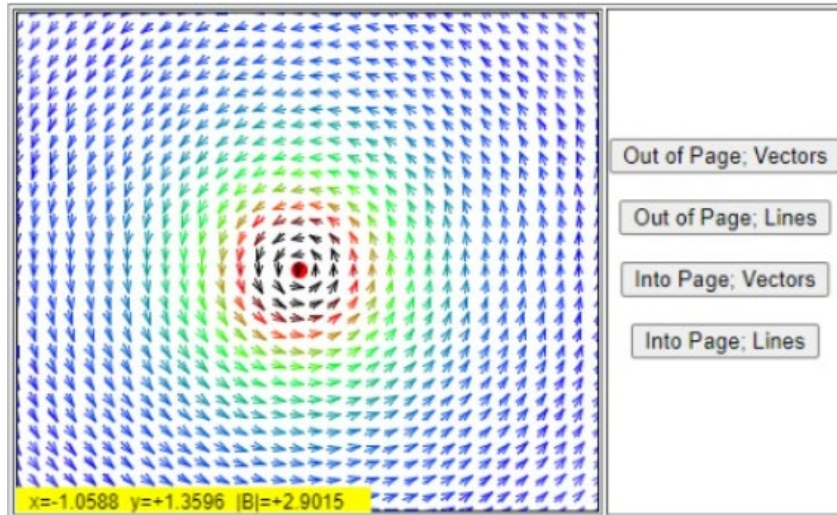 Out of Page; Vectors
Out of Page; Lines
Into Page; Vectors
Into Page; Lines
x=-1.0588 y=+1.3596 |B|=+2.9015